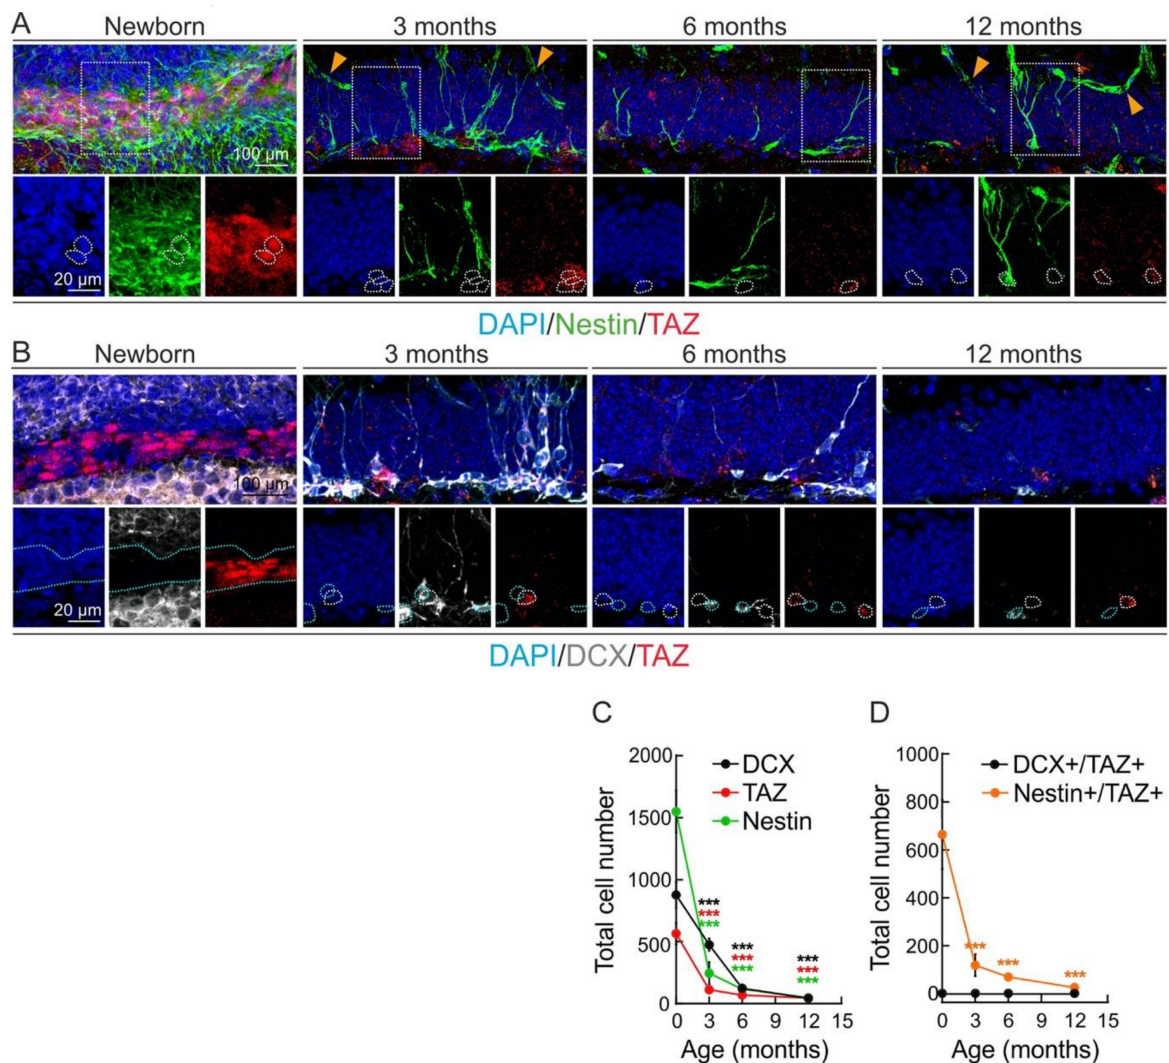 A
Newborn
3 months
6 months
12 months
100 µm
20 µm
DAPI/Nestin/TAZ
B
Newborn
3 months
6 months
12 months
100 µm
20 µm
DAPI/DCX/TAZ
C
D
2000
1500
1000
500
0
Total cell number
DCX
TAZ
Nestin
***
***
***
***
***
***
***
***
***
0 3 6 9 12 15
Age (months)
1000
800
600
400
200
0
Total cell number
DCX+/TAZ+
Nestin+/TAZ+
***
***
***
0 3 6 9 12 15
Age (months)